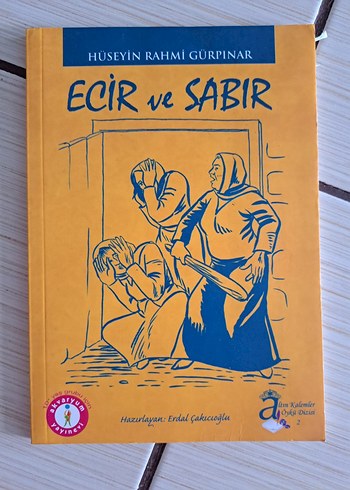 HÜSEYİN RAHMİ GÜRPINAR
ECİR ve SABIR
akvaryum
yayınevi
Hazırlayan: Erdal Çakıcıoğlu
Altın Kalemler
Öykü Dizisi
2